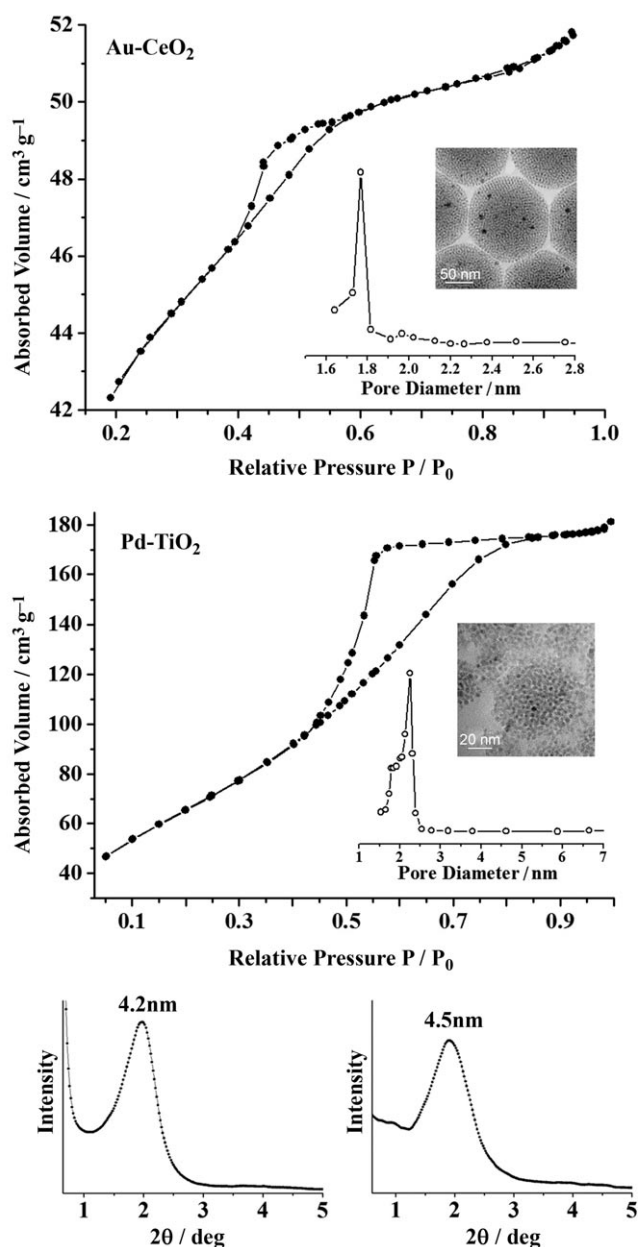 52
Au-CeO₂
50
48
50 nm
46
44
1.6 1.8 2.0 2.2 2.4 2.6 2.8
Pore Diameter / nm
42
0.2 0.4 0.6 0.8 1.0
Absorbed Volume / cm³ g⁻¹
Relative Pressure P / P₀
180
Pd-TiO₂
160
140
120
20 nm
100
80
60
1 2 3 4 5 6 7
40
Pore Diameter / nm
0.1 0.3 0.5 0.7 0.9
Absorbed Volume / cm³ g⁻¹
Relative Pressure P / P₀
4.2nm
Intensity
1 2 3 4 5
2θ / deg
4.5nm
Intensity
1 2 3 4 5
2θ / deg